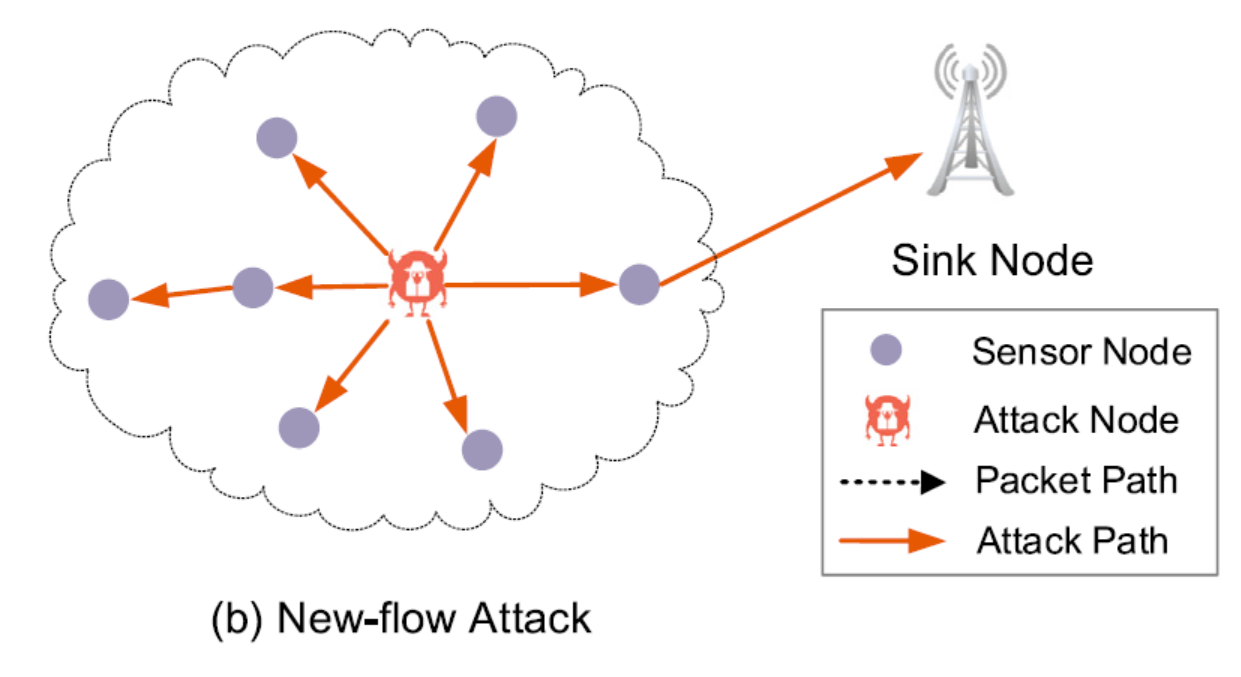 Sink Node
Sensor Node
Attack Node
Packet Path
Attack Path
(b) New-flow Attack